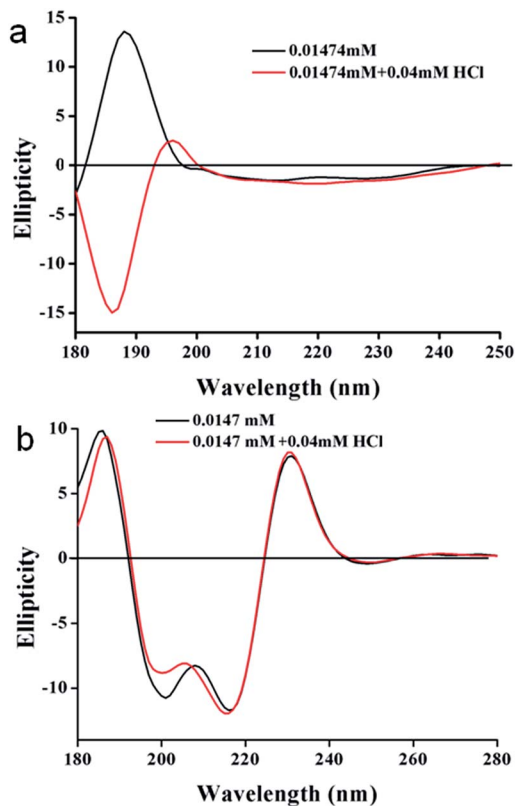 a
0.01474mM
0.01474mM+0.04mM HCl
15
10
5
0
-5
-10
-15
Ellipticity
180 190 200 210 220 230 240 250
Wavelength (nm)
b
0.0147 mM
0.0147 mM+0.04mM HCl
10
5
0
-5
-10
Ellipticity
180 200 220 240 260 280
Wavelength (nm)